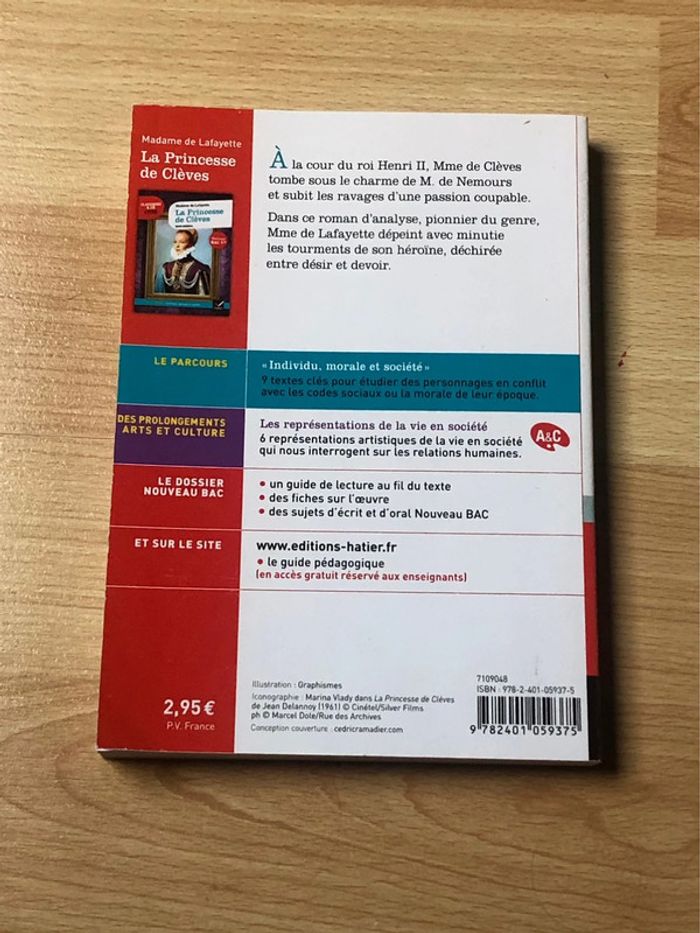 Madame de Lafayette
La Princesse
de Clèves
Madame de Lafayette
La Princesse
de Clèves
À la cour du roi Henri II, Mme de Clèves
tombe sous le charme de M. de Nemours
et subit les ravages d'une passion coupable.
Dans ce roman d'analyse, pionnier du genre,
Mme de Lafayette dépeint avec minutie
les tourments de son héroïne, déchirée
entre désir et devoir.
LE PARCOURS
« Individu, morale et société »
9 textes clés pour étudier des personnages en conflit
avec les codes sociaux ou la morale de leur époque.
DES PROLONGEMENTS
ARTS ET CULTURE
Les représentations de la vie en société
6 représentations artistiques de la vie en société
qui nous interrogent sur les relations humaines.
A&C
LE DOSSIER
NOUVEAU BAC
• un guide de lecture au fil du texte
• des fiches sur l'œuvre
• des sujets d'écrit et d'oral Nouveau BAC
ET SUR LE SITE
www.editions-hatier.fr
• le guide pédagogique
(en accès gratuit réservé aux enseignants)
2,95 €
P.V. France
Illustration : Graphismes
Iconographie : Marina Vlady dans La Princesse de Clèves
de Jean Delannoy (1961) © Cinétel/Silver Films
ph © Marcel Dole/Rue des Archives
Conception couverture : cedricramadier.com
7109048
ISBN : 978-2-401-05937-5
9 782401 059375